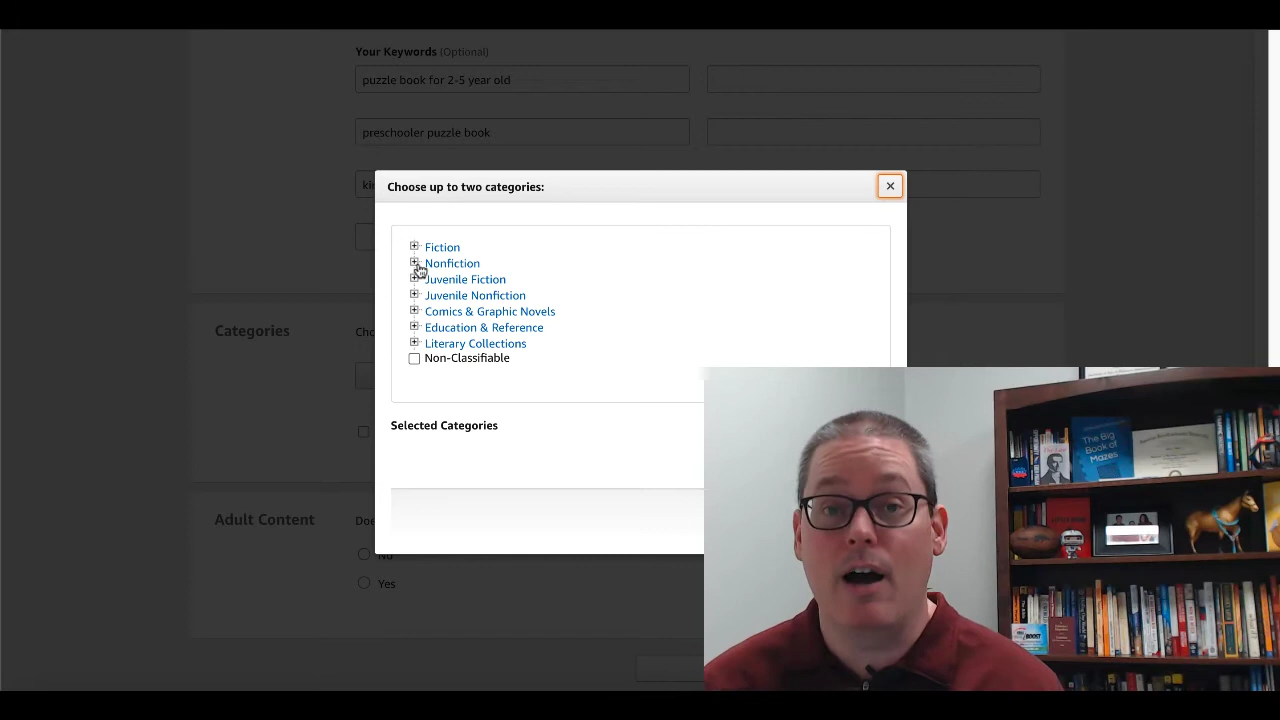 Your Keywords (Optional)
puzzle book for 2-5 year old
preschooler puzzle book
Choose up to two categories:
Fiction
Nonfiction
Juvenile Fiction
Juvenile Nonfiction
Comics & Graphic Novels
Education & Reference
Literary Collections
Non-Classifiable
Categories
Selected Categories
Adult Content
No
Yes
The Big
Book of
Mazes